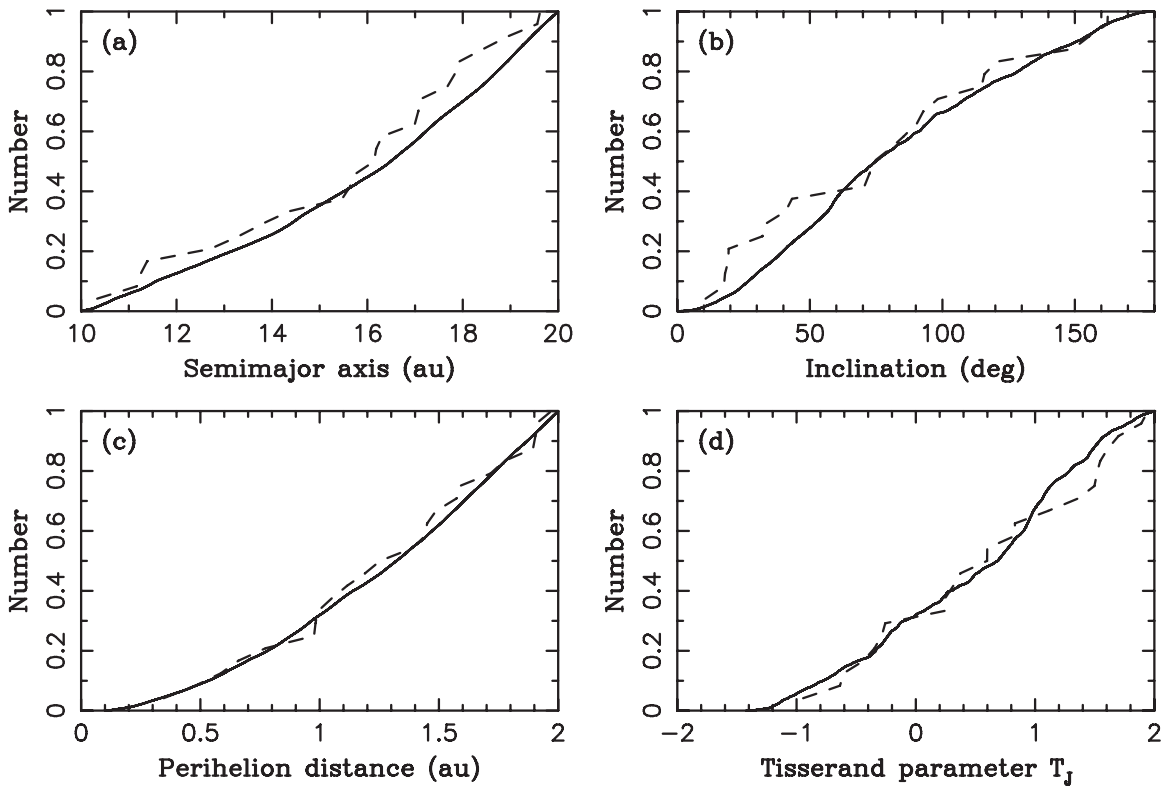 (a)
Number
0
0.2
0.4
0.6
0.8
1
10 12 14 16 18 20
Semimajor axis (au)
(b)
Number
0
0.2
0.4
0.6
0.8
1
0 50 100 150
Inclination (deg)
(c)
Number
0
0.2
0.4
0.6
0.8
1
0 0.5 1 1.5 2
Perihelion distance (au)
(d)
Number
0
0.2
0.4
0.6
0.8
1
−2 −1 0 1 2
Tisserand parameter TJ